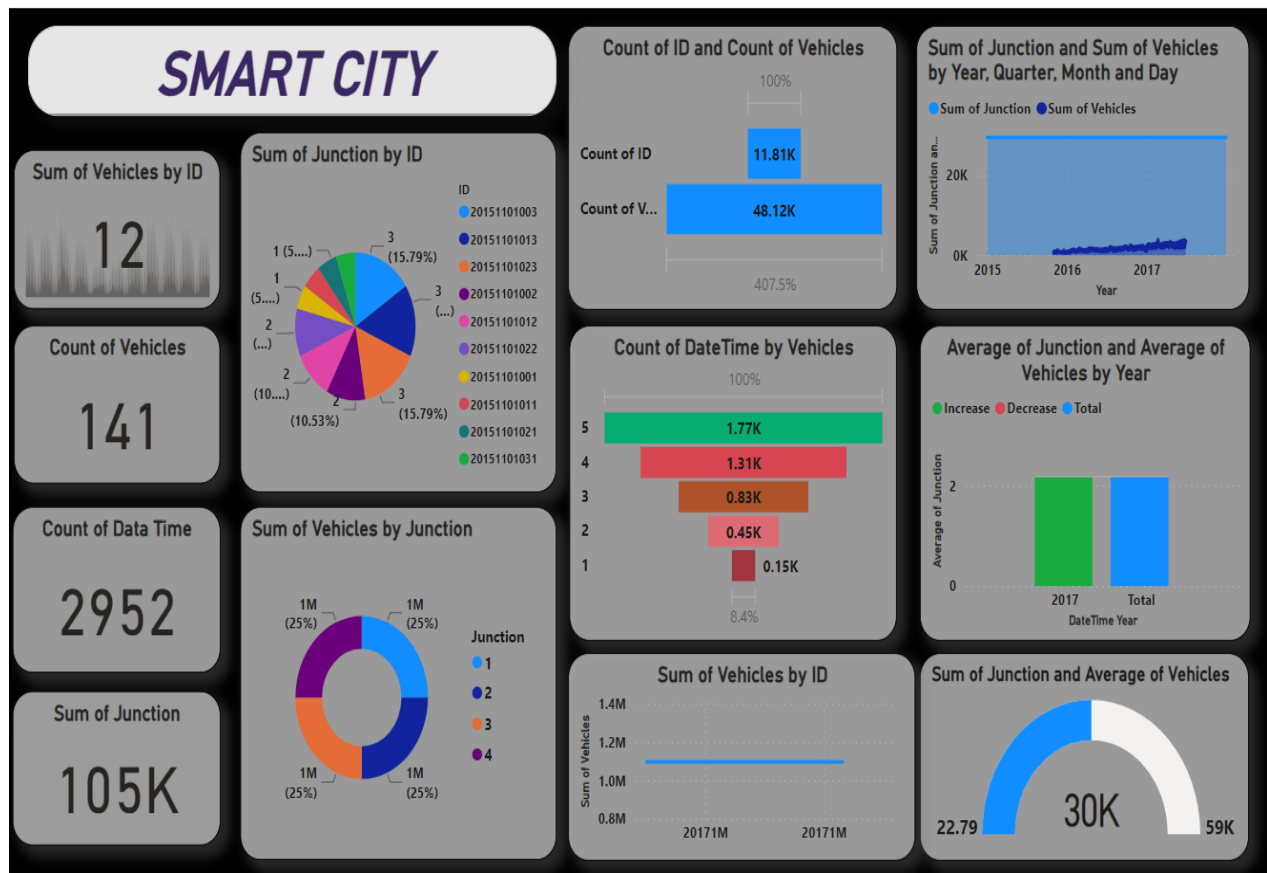 SMART CITY
Sum of Vehicles by ID
12
Count of Vehicles
141
Count of Data Time
2952
Sum of Junction
105K
Sum of Junction by ID
3
(15.79%)
3
(...)
3
(15.79%)
2
(10.53%)
2
(10....)
2
(...)
1
(5....)
1 (5....)
ID
20151101003
20151101013
20151101023
20151101002
20151101012
20151101022
20151101001
20151101011
20151101021
20151101031
Sum of Vehicles by Junction
1M
(25%)
1M
(25%)
1M
(25%)
1M
(25%)
Junction
1
2
3
4
Count of ID and Count of Vehicles
100%
Count of ID
11.81K
Count of V...
48.12K
407.5%
Count of DateTime by Vehicles
100%
5
1.77K
4
1.31K
3
0.83K
2
0.45K
1
0.15K
8.4%
Sum of Vehicles by ID
Sum of Vehicles
1.4M
1.2M
1.0M
0.8M
20171M
20171M
Sum of Junction and Sum of Vehicles
by Year, Quarter, Month and Day
Sum of Junction Sum of Vehicles
Sum of Junction an...
20K
0K
2015
2016
2017
Year
Average of Junction and Average of
Vehicles by Year
Increase Decrease Total
Average of Junction
2
0
2017
Total
DateTime Year
Sum of Junction and Average of Vehicles
22.79
30K
59K